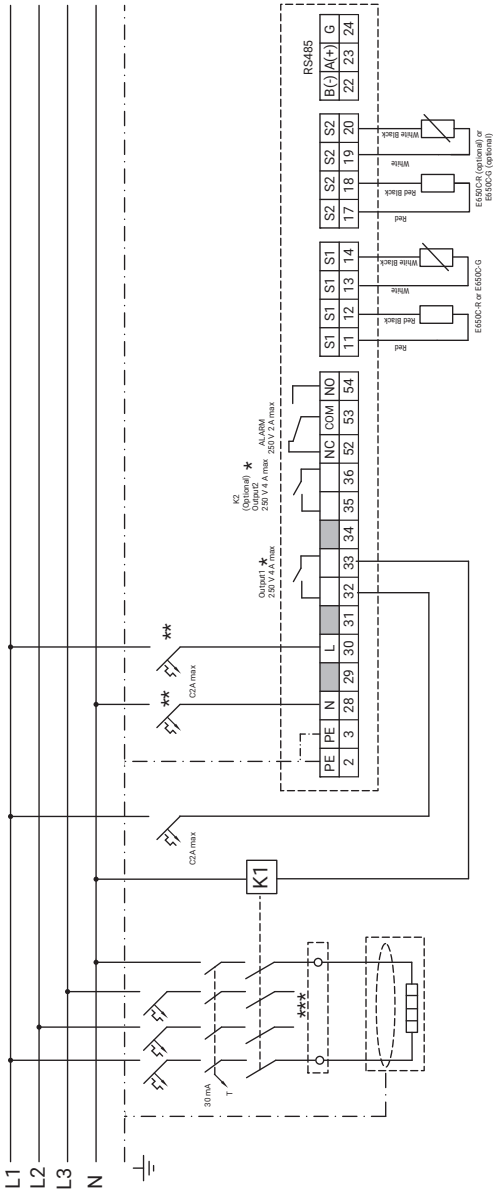 L1
L2
L3
N
30 mA
T
***
K1
C2A max
**
C2A max
**
C2A max
Output1 *
250 V 4 A max
K2
(Optional) *
Output2
250 V 4 A max
ALARM
250 V 2 A max
RS485
PE PE N L NC COM NO S1 S1 S1 S1 S2 S2 S2 S2 B(-) A(+) G
2 3 28 29 30 31 32 33 34 35 36 52 53 54 11 12 13 14 17 18 19 20 22 23 24
Red
Red Black
White
White Black
E650C-R or E650C-G
Red
Red Black
White
White Black
E650C-R (optional) or
E650C-G (optional)